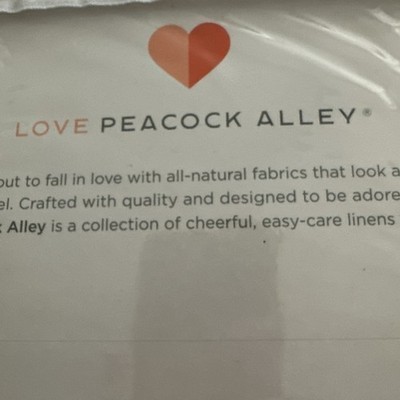 LOVE PEACOCK ALLEY®
out to fall in love with all-natural fabrics that look a
el. Crafted with quality and designed to be adore
k Alley is a collection of cheerful, easy-care linens